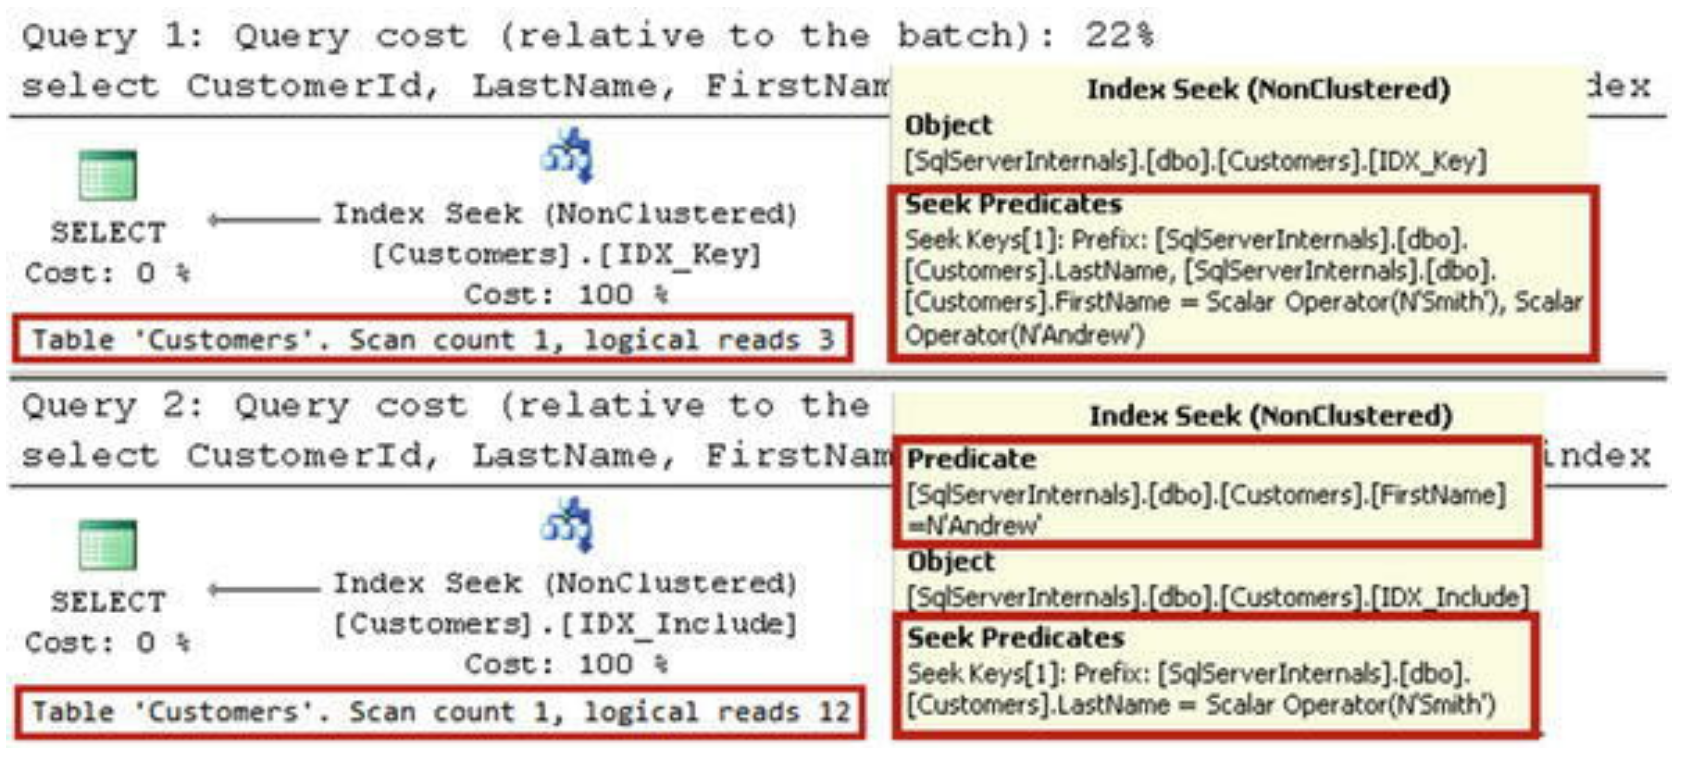 Query 1: Query cost (relative to the batch): 22%
select CustomerId, LastName, FirstNam
dex
SELECT
Cost: 0 %
Index Seek (NonClustered)
[Customers].[IDX_Key]
Cost: 100 %
Table 'Customers'. Scan count 1, logical reads 3
Index Seek (NonClustered)
Object
[SqlServerInternals].[dbo].[Customers].[IDX_Key]
Seek Predicates
Seek Keys[1]: Prefix: [SqlServerInternals].[dbo].
[Customers].LastName, [SqlServerInternals].[dbo].
[Customers].FirstName = Scalar Operator(N'Smith'), Scalar
Operator(N'Andrew')
Query 2: Query cost (relative to the
select CustomerId, LastName, FirstNam
index
SELECT
Cost: 0 %
Index Seek (NonClustered)
[Customers].[IDX_Include]
Cost: 100 %
Table 'Customers'. Scan count 1, logical reads 12
Index Seek (NonClustered)
Predicate
[SqlServerInternals].[dbo].[Customers].[FirstName]
=N'Andrew'
Object
[SqlServerInternals].[dbo].[Customers].[IDX_Include]
Seek Predicates
Seek Keys[1]: Prefix: [SqlServerInternals].[dbo].
[Customers].LastName = Scalar Operator(N'Smith')